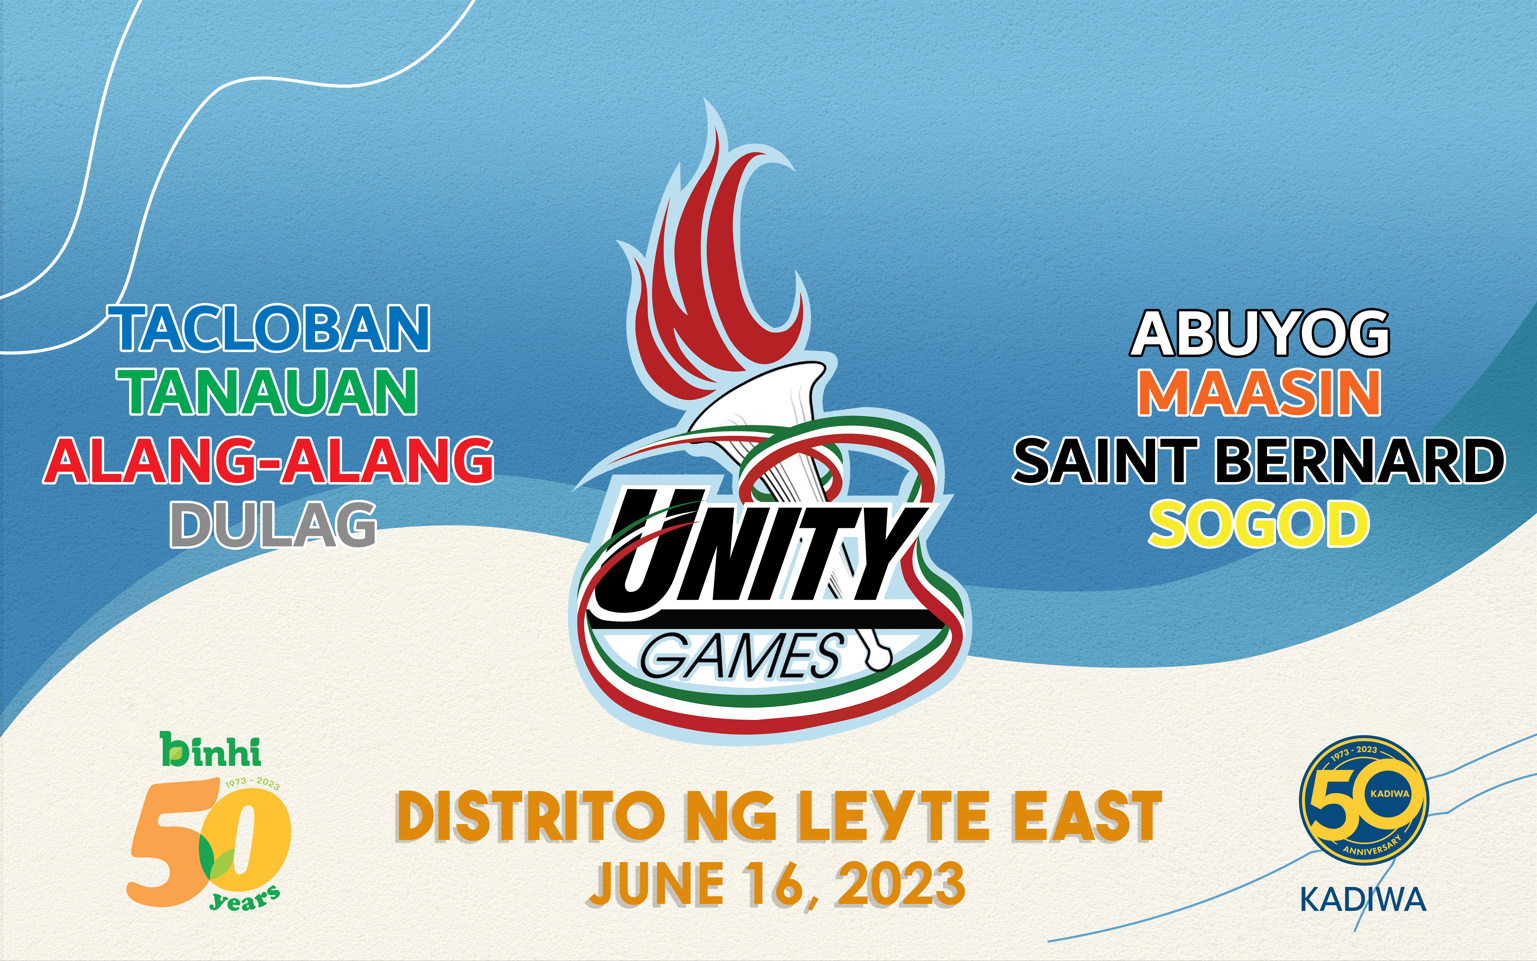 TACLOBAN
TANAUAN
ALANG-ALANG
DULAG
ABUYOG
MAASIN
SAINT BERNARD
SOGOD
NC
UNITY
GAMES
binhi
50
1973 - 2023
years
DISTRITO NG LEYTE EAST
JUNE 16, 2023
1973 - 2023
50
KADIWA
ANNIVERSARY
KADIWA